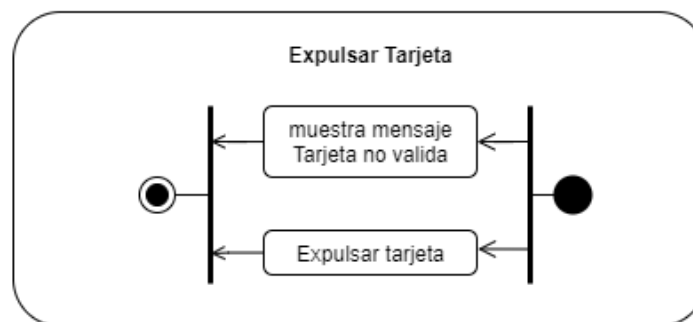 Expulsar Tarjeta
muestra mensaje
Tarjeta no valida
Expulsar tarjeta